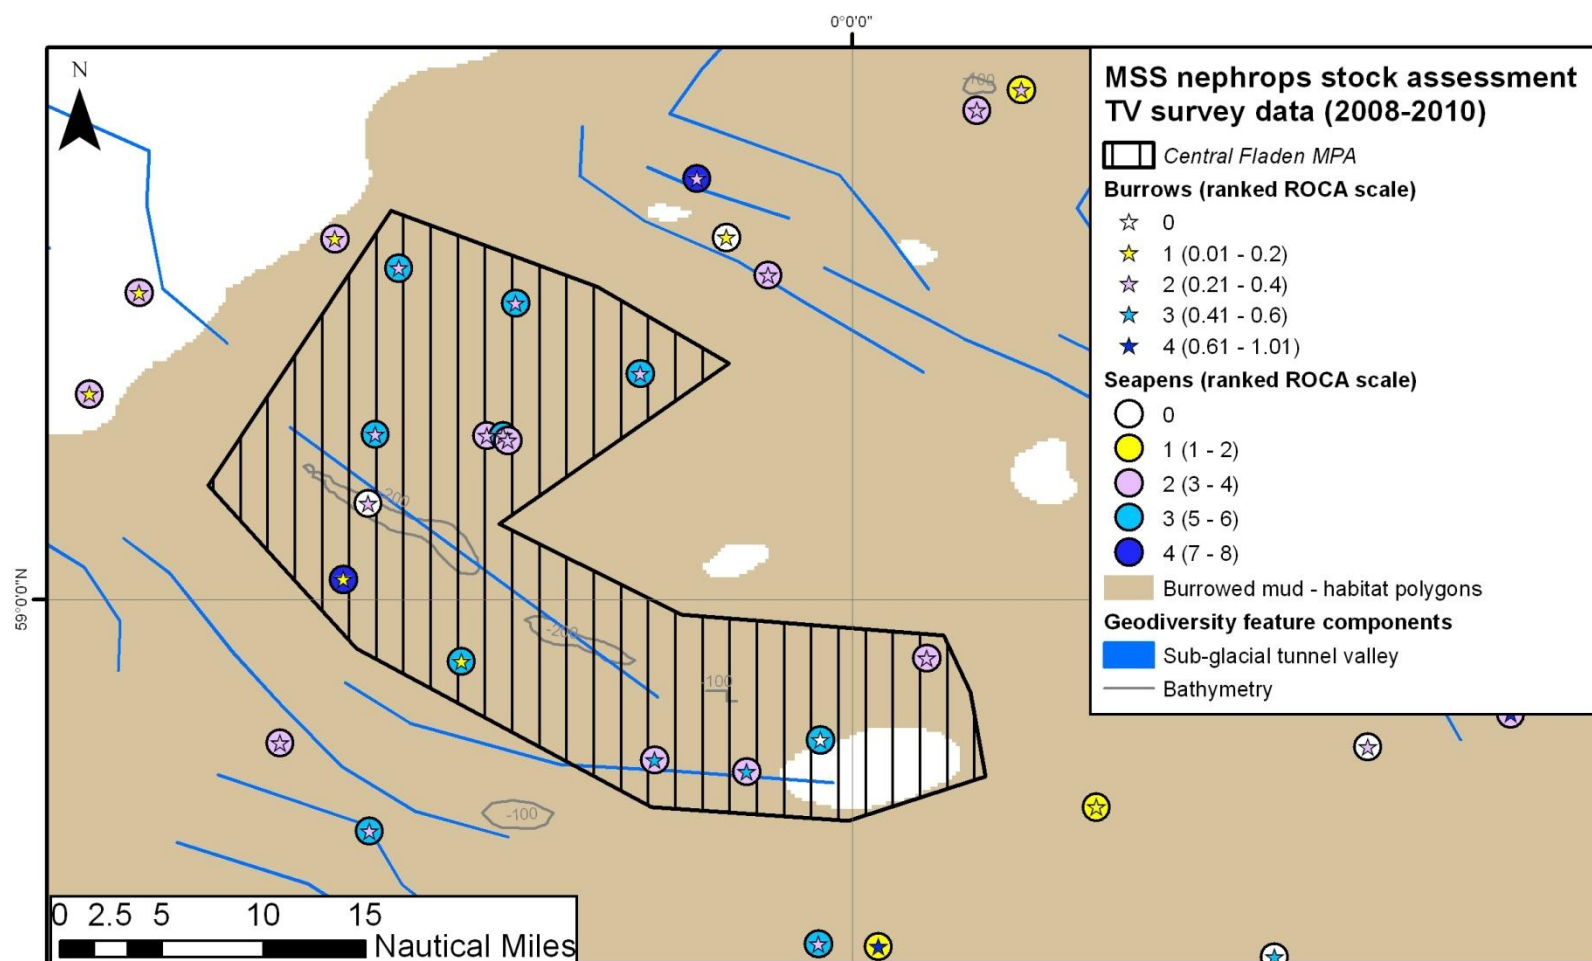 0°0'0"
N
-100
MSS nephrops stock assessment
TV survey data (2008-2010)
Central Fladen MPA
Burrows (ranked ROCA scale)
0
1 (0.01 - 0.2)
2 (0.21 - 0.4)
3 (0.41 - 0.6)
4 (0.61 - 1.01)
Seapens (ranked ROCA scale)
0
1 (1 - 2)
2 (3 - 4)
3 (5 - 6)
4 (7 - 8)
Burrowed mud - habitat polygons
Geodiversity feature components
Sub-glacial tunnel valley
Bathymetry
-200
59°0'0"N
-200
-100
-100
0 2.5 5 10 15
Nautical Miles